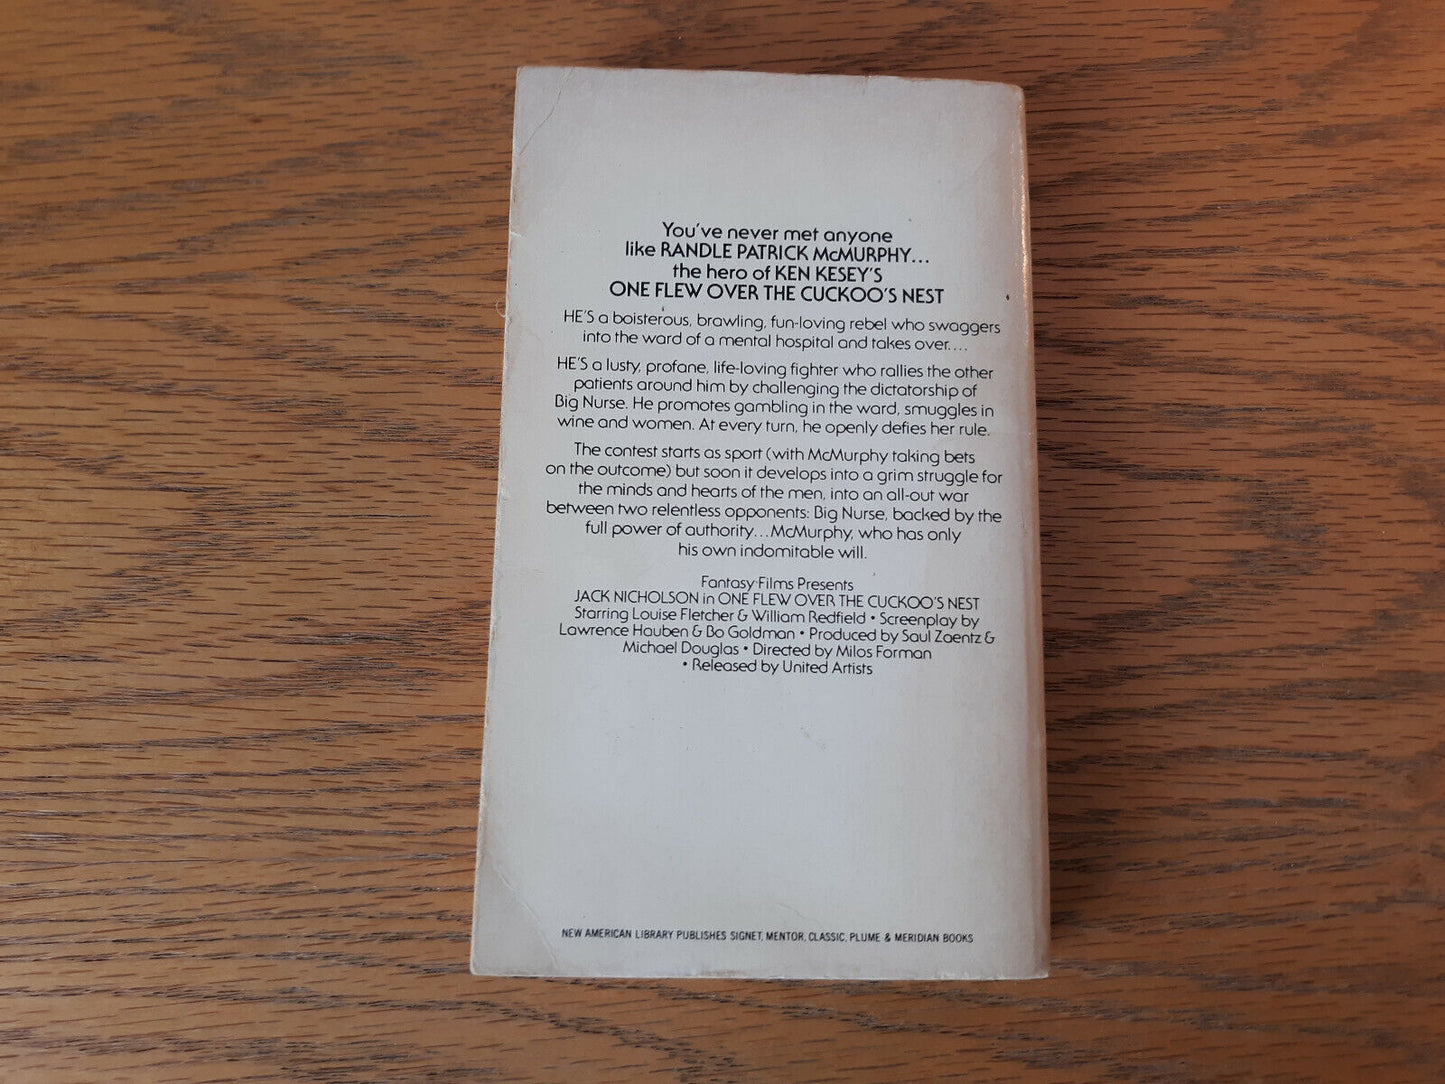 You've never met anyone
like RANDLE PATRICK McMURPHY...
the hero of KEN KESEY'S
ONE FLEW OVER THE CUCKOO'S NEST
HE'S a boisterous, brawling, fun-loving rebel who swaggers
into the ward of a mental hospital and takes over....
HE'S a lusty, profane, life-loving fighter who rallies the other
patients around him by challenging the dictatorship of
Big Nurse. He promotes gambling in the ward, smuggles in
wine and women. At every turn, he openly defies her rule.
The contest starts as sport (with McMurphy taking bets
on the outcome) but soon it develops into a grim struggle for
the minds and hearts of the men, into an all-out war
between two relentless opponents: Big Nurse, backed by the
full power of authority...McMurphy, who has only
his own indomitable will.
Fantasy Films Presents
JACK NICHOLSON in ONE FLEW OVER THE CUCKOO'S NEST
Starring Louise Fletcher & William Redfield • Screenplay by
Lawrence Hauben & Bo Goldman • Produced by Saul Zaentz &
Michael Douglas • Directed by Milos Forman
• Released by United Artists
NEW AMERICAN LIBRARY PUBLISHES SIGNET, MENTOR, CLASSIC, PLUME & MERIDIAN BOOKS